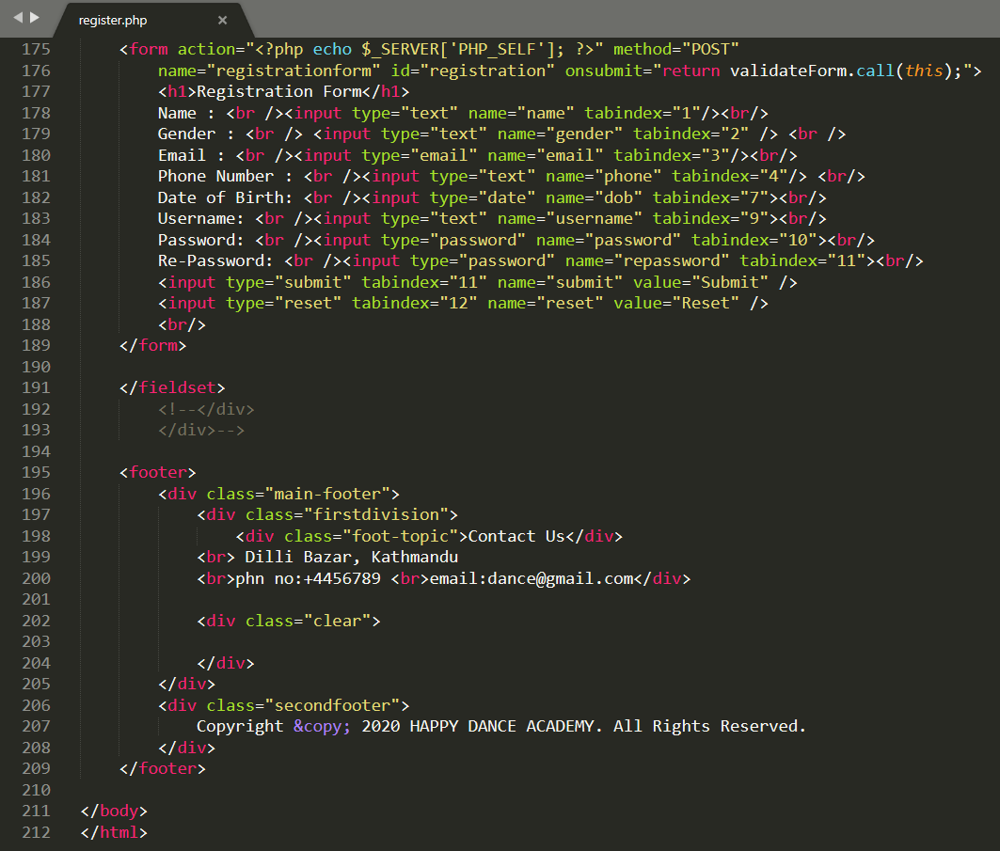 register.php ×
175 <form action="<?php echo $_SERVER['PHP_SELF']; ?>" method="POST"
176 name="registrationform" id="registration" onsubmit="return validateForm.call(this);">
177 <h1>Registration Form</h1>
178 Name : <br /><input type="text" name="name" tabindex="1"/><br/>
179 Gender : <br /> <input type="text" name="gender" tabindex="2" /> <br />
180 Email : <br /><input type="email" name="email" tabindex="3"/><br/>
181 Phone Number : <br /><input type="text" name="phone" tabindex="4"/> <br/>
182 Date of Birth: <br /><input type="date" name="dob" tabindex="7"><br/>
183 Username: <br /><input type="text" name="username" tabindex="9"><br/>
184 Password: <br /><input type="password" name="password" tabindex="10"><br/>
185 Re-Password: <br /><input type="password" name="repassword" tabindex="11"><br/>
186 <input type="submit" tabindex="11" name="submit" value="Submit" />
187 <input type="reset" tabindex="12" name="reset" value="Reset" />
188 <br/>
189 </form>
190
191 </fieldset>
192 <!--</div>
193 </div>-->
194
195 <footer>
196 <div class="main-footer">
197 <div class="firstdivision">
198 <div class="foot-topic">Contact Us</div>
199 <br> Dilli Bazar, Kathmandu
200 <br>phn no:+4456789 <br>email:dance@gmail.com</div>
201
202 <div class="clear">
203
204 </div>
205 </div>
206 <div class="secondfooter">
207 Copyright &copy; 2020 HAPPY DANCE ACADEMY. All Rights Reserved.
208 </div>
209 </footer>
210
211 </body>
212 </html>